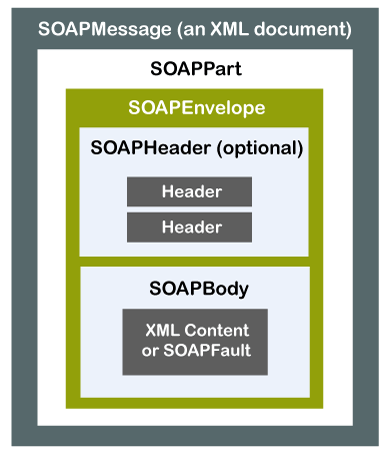 SOAPMessage (an XML document)
SOAPPart
SOAPEnvelope
SOAPHeader (optional)
Header
Header
SOAPBody
XML Content
or SOAPFault